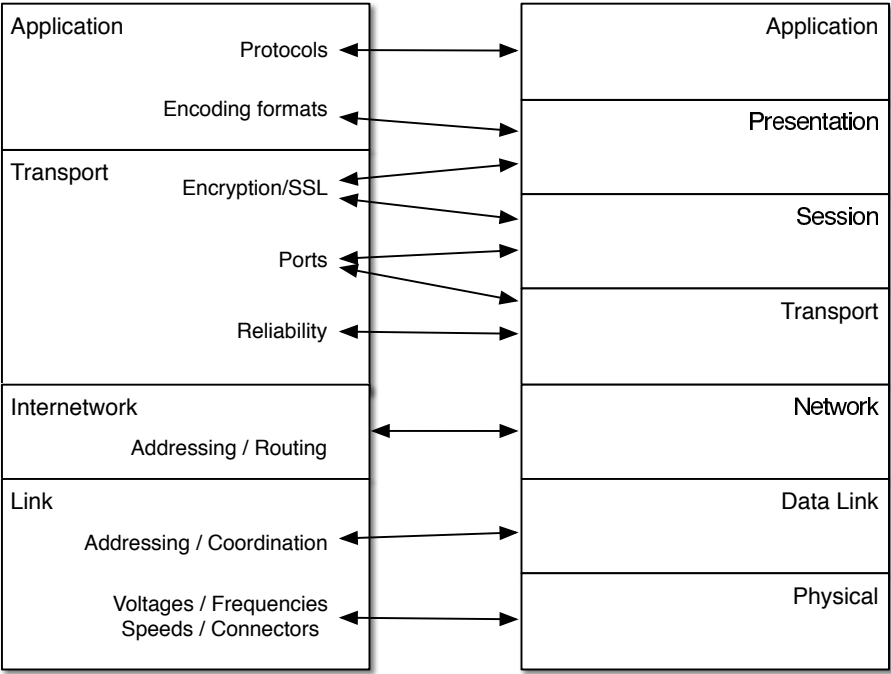 Application
Protocols
Encoding formats
Transport
Encryption/SSL
Ports
Reliability
Internetwork
Addressing / Routing
Link
Addressing / Coordination
Voltages / Frequencies
Speeds / Connectors
Application
Presentation
Session
Transport
Network
Data Link
Physical